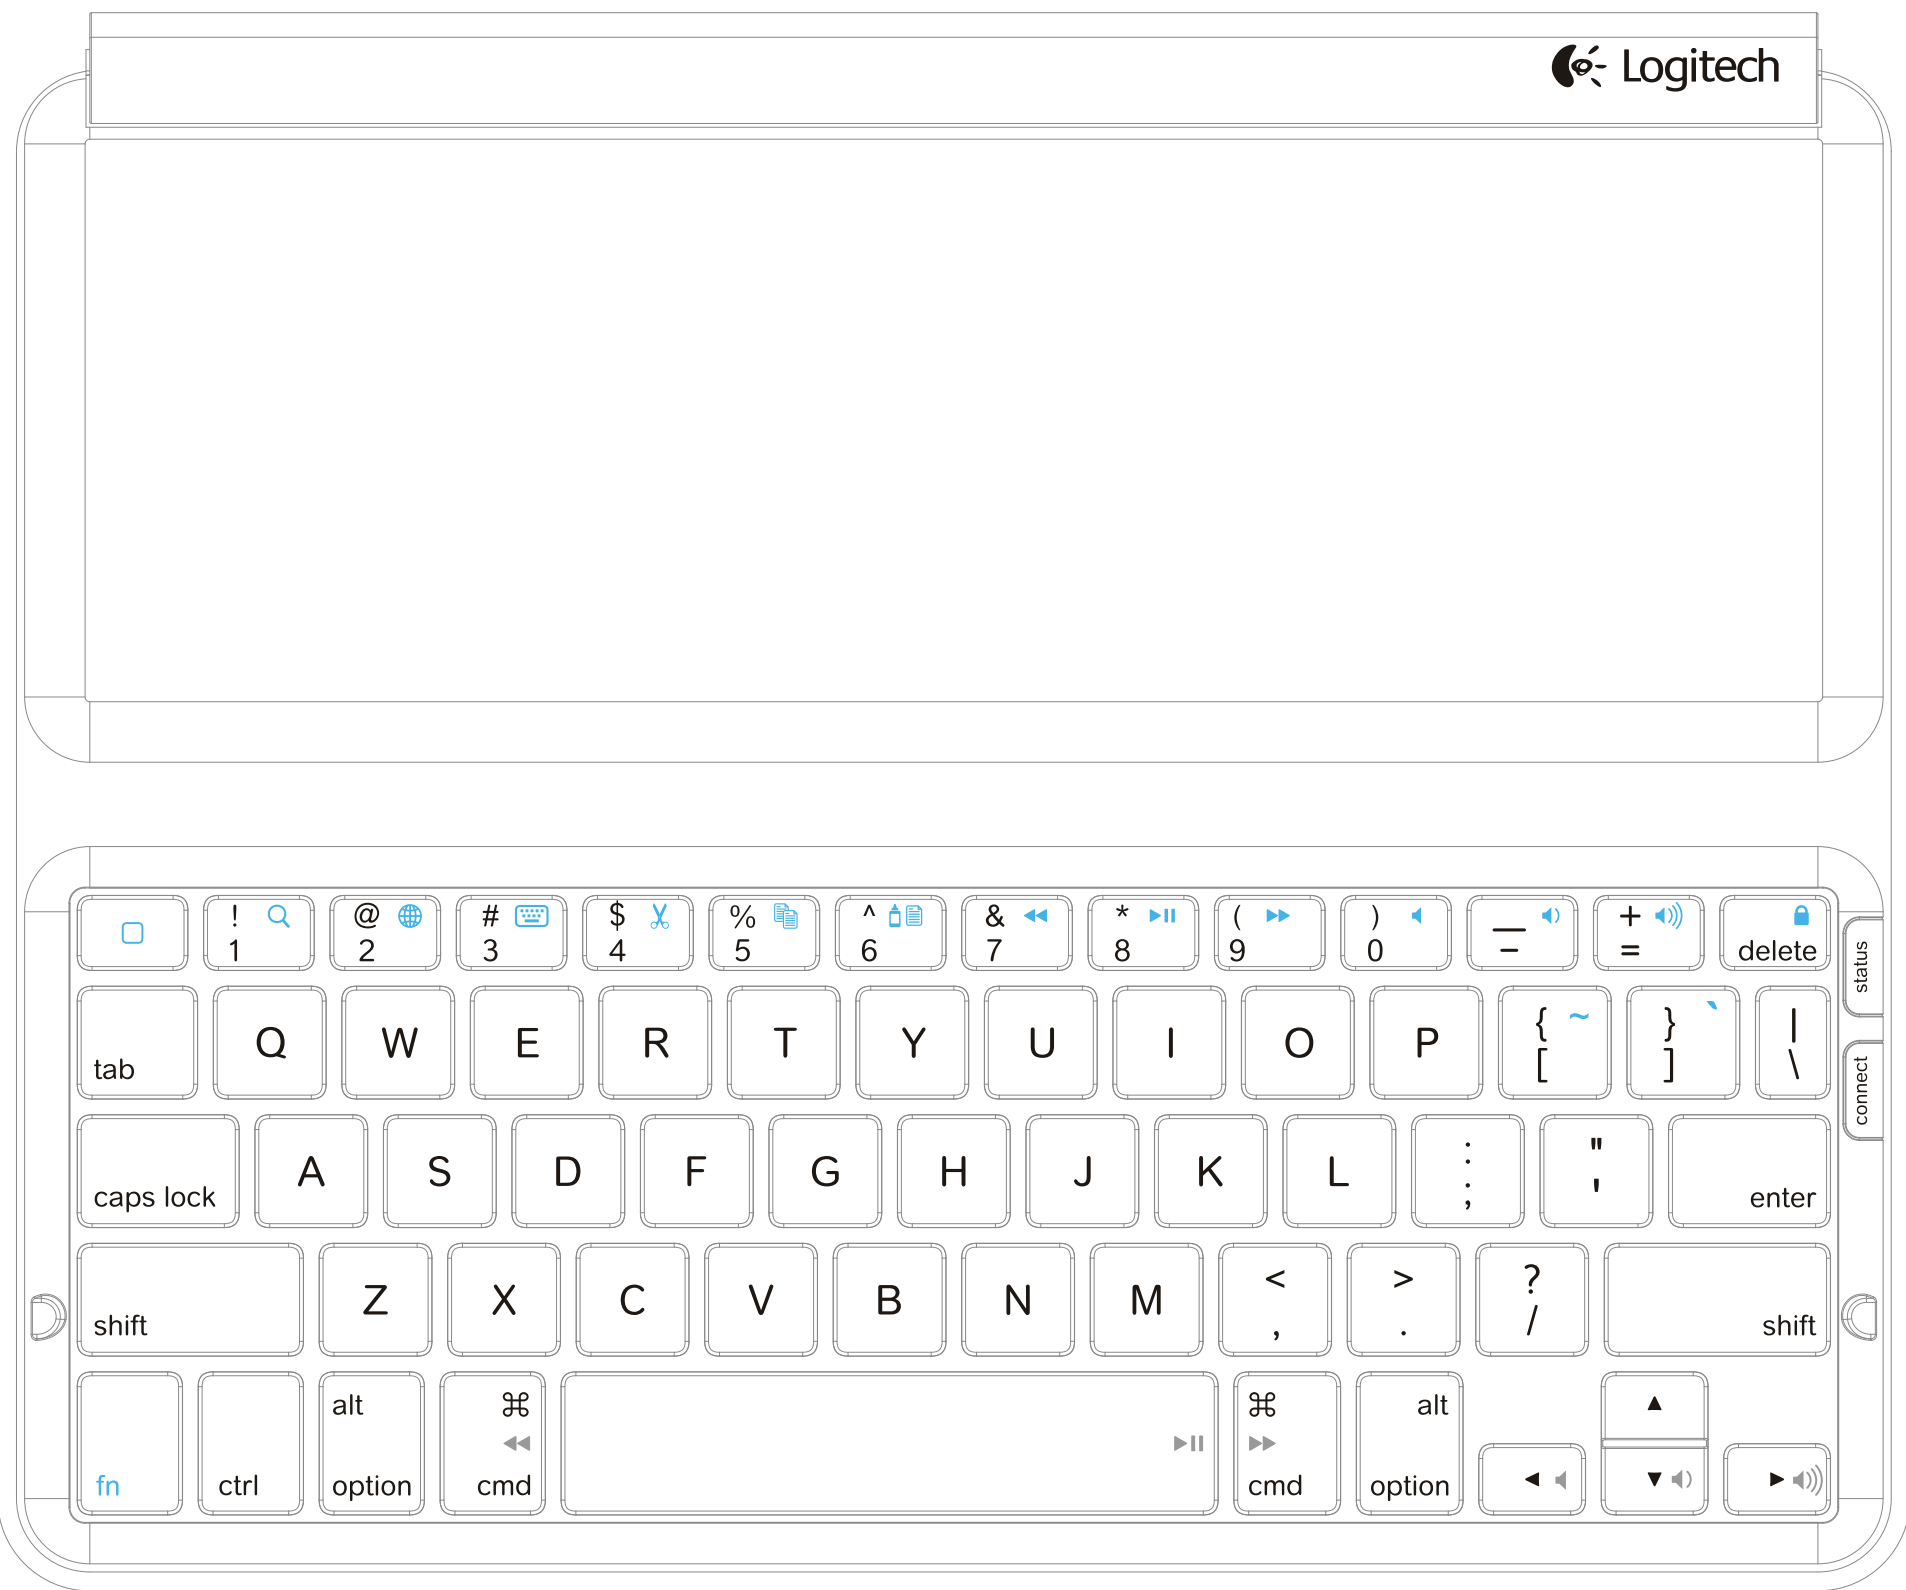 Logitech
! @ # $ % ^ & * ( ) _ +
1 2 3 4 5 6 7 8 9 0 - = delete
status
{ ~ } ` |
tab Q W E R T Y U I O P [ ] \
connect
: "
caps lock A S D F G H J K L ; ' enter
< > ?
shift Z X C V B N M , . / shift
alt ⌘ ⌘ alt
fn ctrl option cmd cmd option